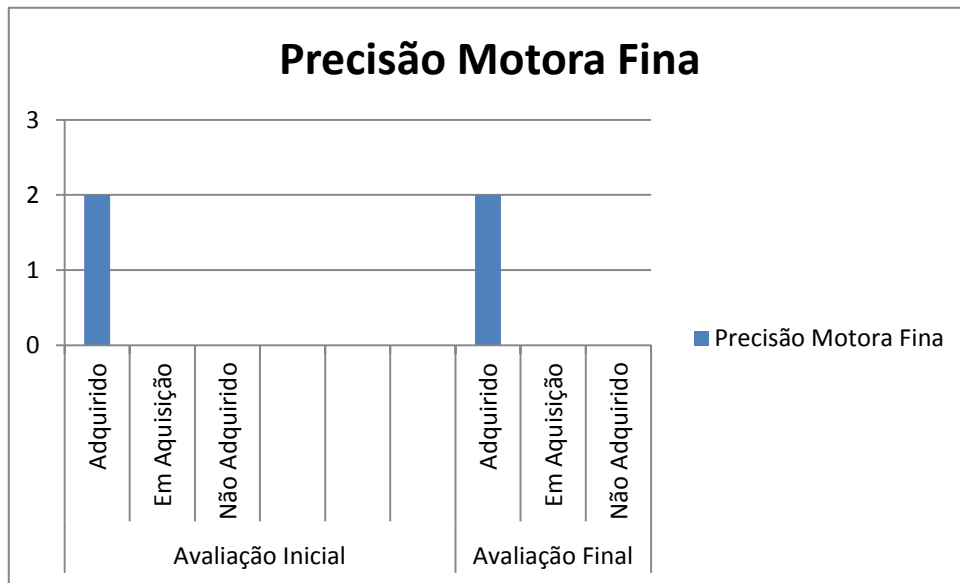 Precisão Motora Fina
3
2
1
0
Adquirido
Em Aquisição
Não Adquirido
Adquirido
Em Aquisição
Não Adquirido
Avaliação Inicial
Avaliação Final
Precisão Motora Fina